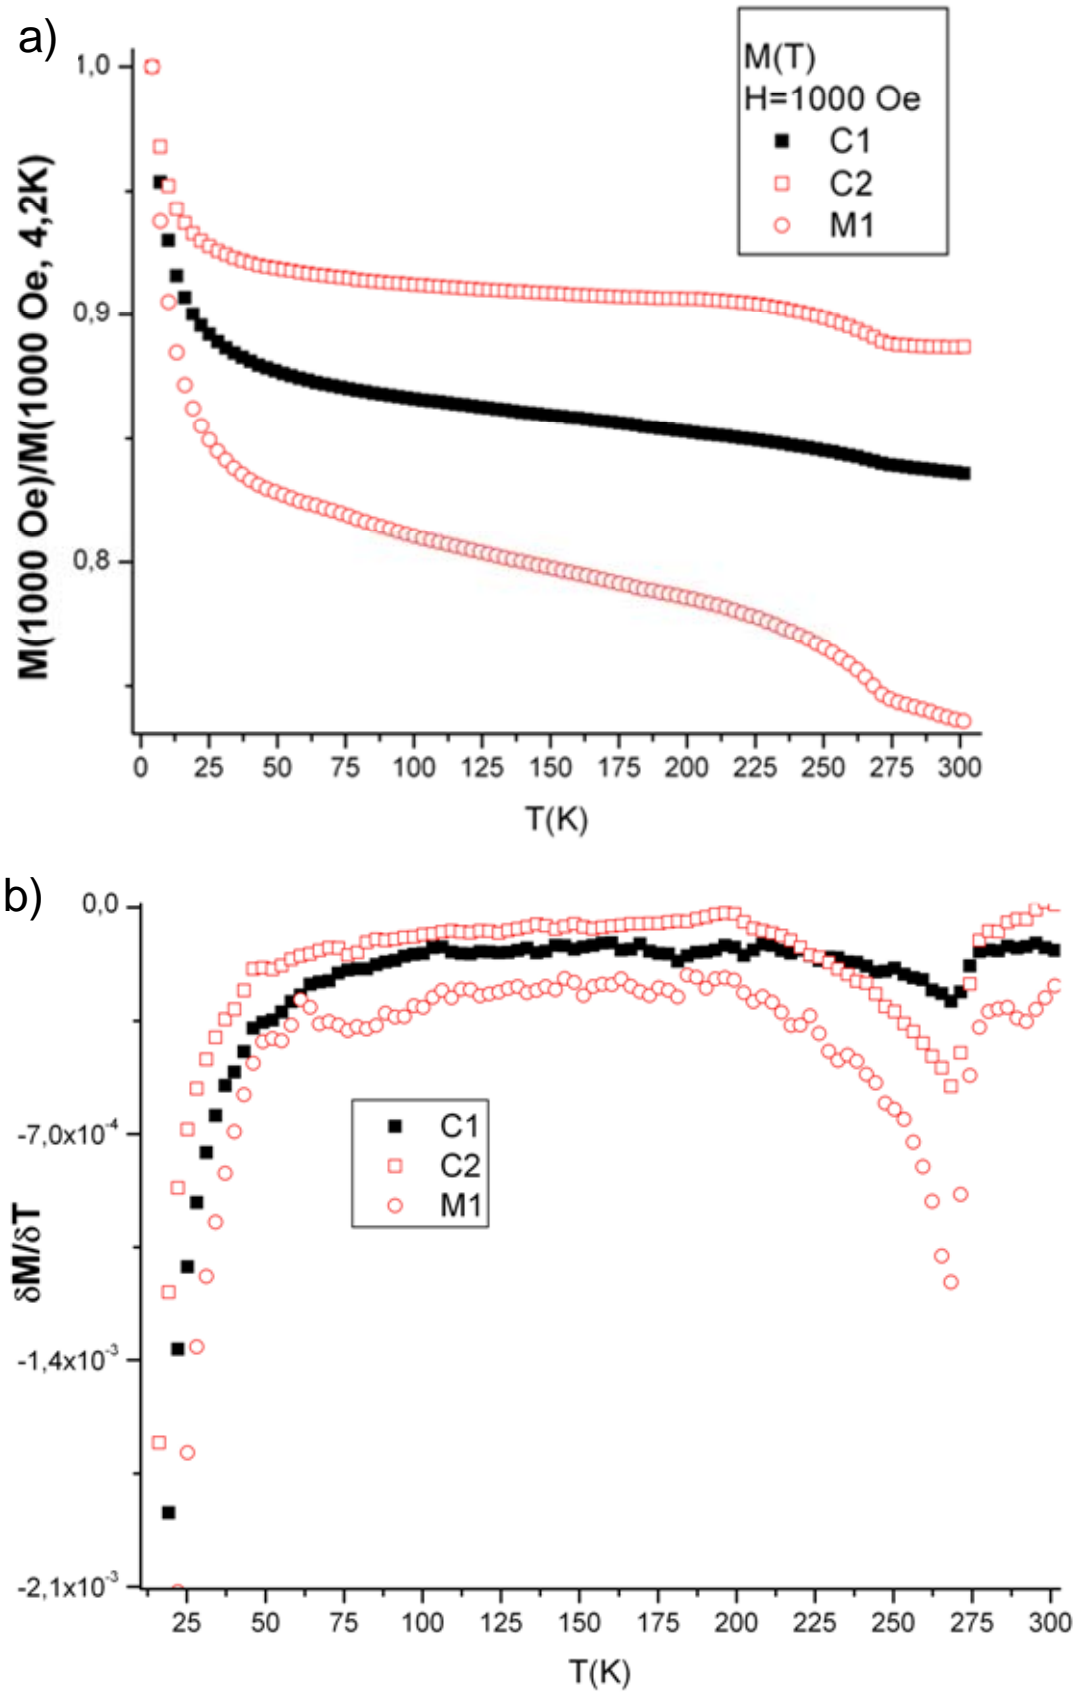 a)
M(T)
H=1000 Oe
C1
C2
M1
1,0
0,9
0,8
M(1000 Oe)/M(1000 Oe, 4,2K)
0 25 50 75 100 125 150 175 200 225 250 275 300
T(K)
b)
0,0
-7,0x10⁻⁴
-1,4x10⁻³
-2,1x10⁻³
δM/δT
C1
C2
M1
25 50 75 100 125 150 175 200 225 250 275 300
T(K)